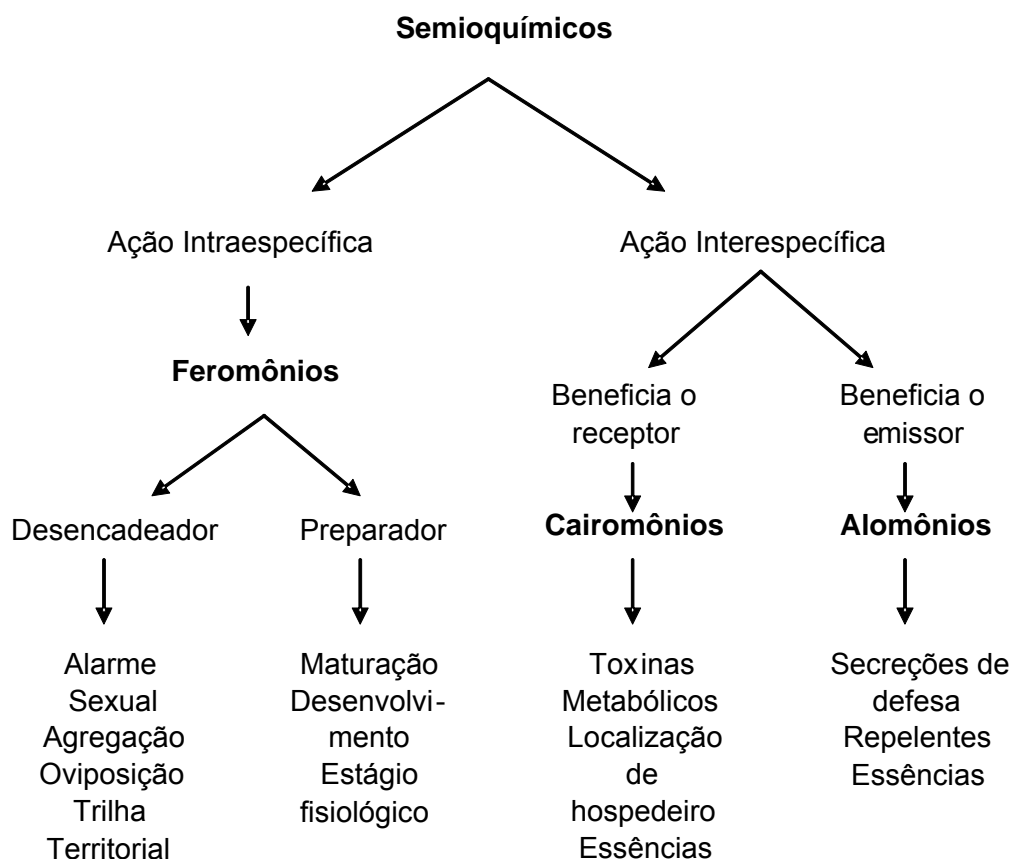 Semioquímicos
Ação Intraespecífica
Ação Interespecífica
Feromônios
Beneficia o
receptor
Beneficia o
emissor
Desencadeador
Preparador
Cairomônios
Alomônios
Alarme
Sexual
Agregação
Oviposição
Trilha
Territorial
Maturação
Desenvolvi-
mento
Estágio
fisiológico
Toxinas
Metabólicos
Localização
de
hospedeiro
Essências
Secreções de
defesa
Repelentes
Essências